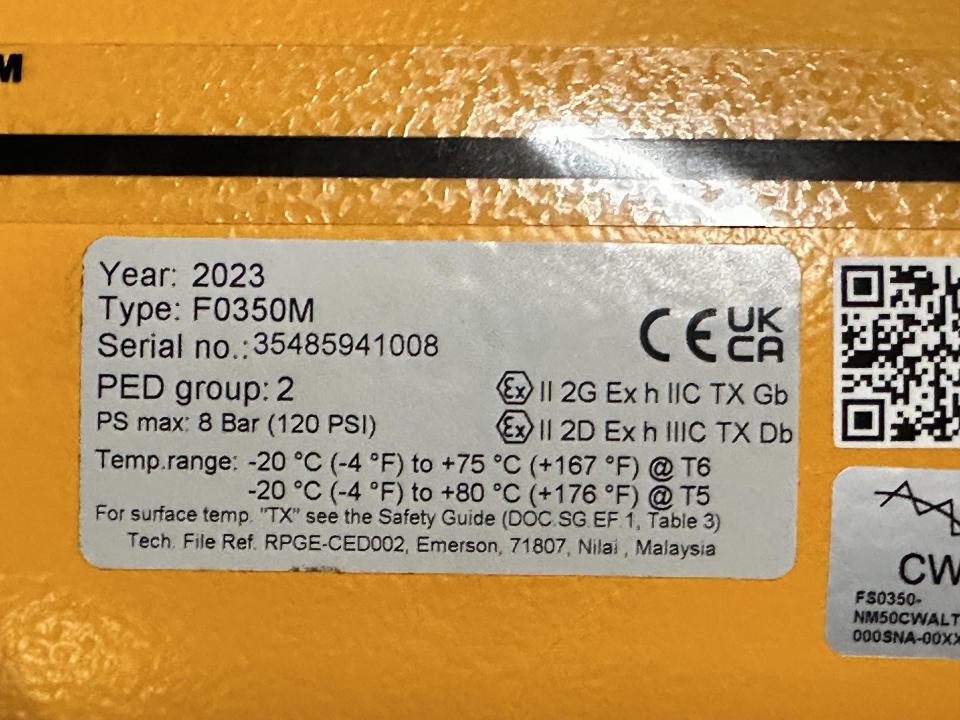 M
Year: 2023
Type: F0350M
Serial no.: 35485941008
CE UK CA
PED group: 2
PS max: 8 Bar (120 PSI)
Ex II 2G Ex h IIC TX Gb
Ex II 2D Ex h IIIC TX Db
Temp.range: -20 °C (-4 °F) to +75 °C (+167 °F) @ T6
-20 °C (-4 °F) to +80 °C (+176 °F) @ T5
For surface temp. "TX" see the Safety Guide (DOC.SG.EF.1, Table 3)
Tech. File Ref. RPGE-CED002, Emerson, 71807, Nilai , Malaysia
CW
FS0350-
NM50CWALT
000SNA-00XX